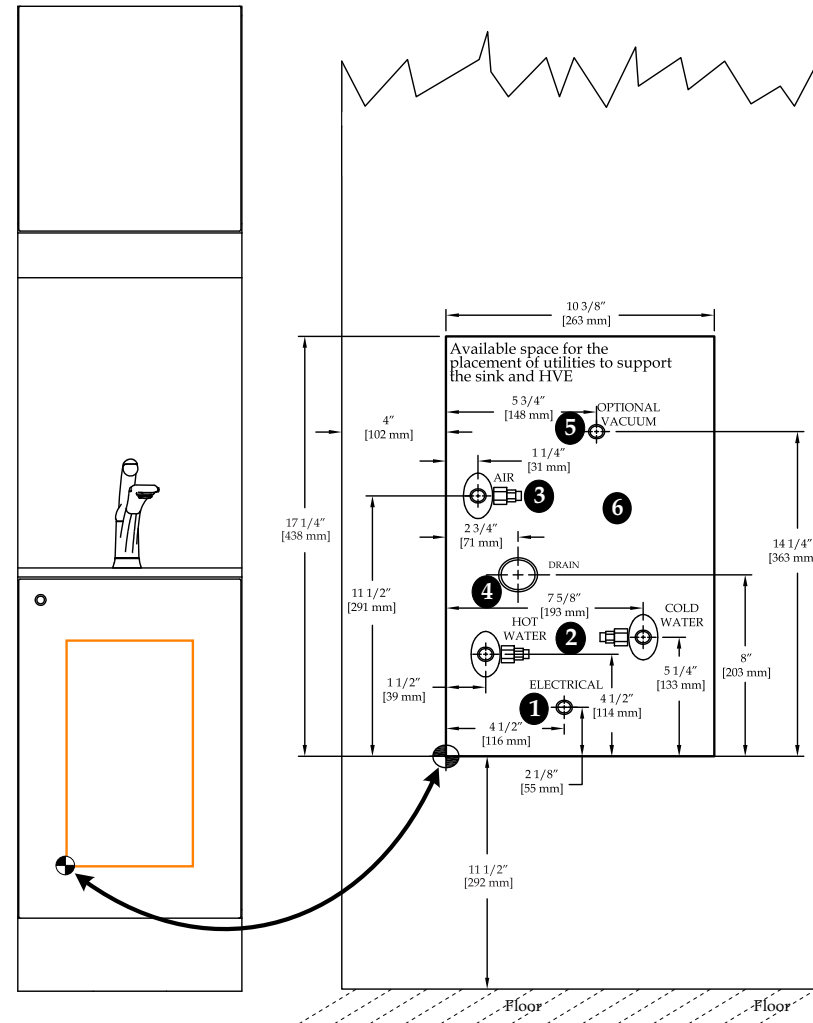 10 3/8"
[263 mm]
Available space for the
placement of utilities to support
the sink and HVE
5 3/4"
[148 mm]
OPTIONAL
VACUUM
5
4"
[102 mm]
1 1/4"
[31 mm]
AIR
3
6
17 1/4"
[438 mm]
2 3/4"
[71 mm]
14 1/4"
[363 mm
DRAIN
11 1/2"
[291 mm]
4
7 5/8"
[193 mm]
COLD
WATER
HOT
WATER
2
8"
[203 mm]
5 1/4"
[133 mm]
1 1/2"
[39 mm]
ELECTRICAL
1
4 1/2"
[114 mm]
4 1/2"
[116 mm]
2 1/8"
[55 mm]
11 1/2"
[292 mm]
Floor
Floor